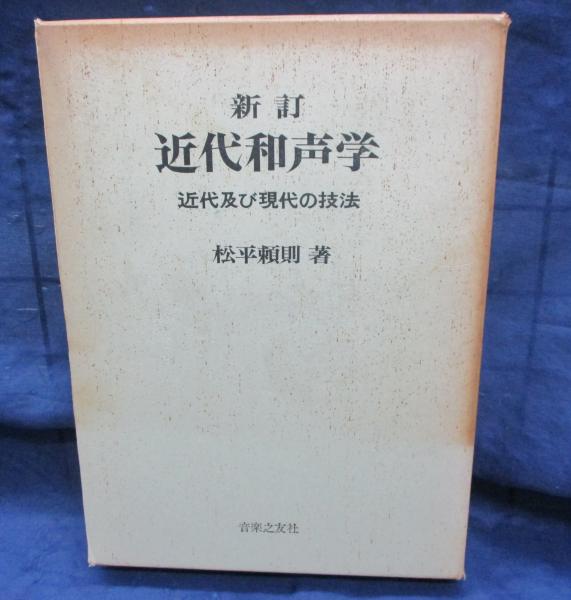 新訂
近代和声学
近代及び現代の技法
松平頼則 著
音楽之友社